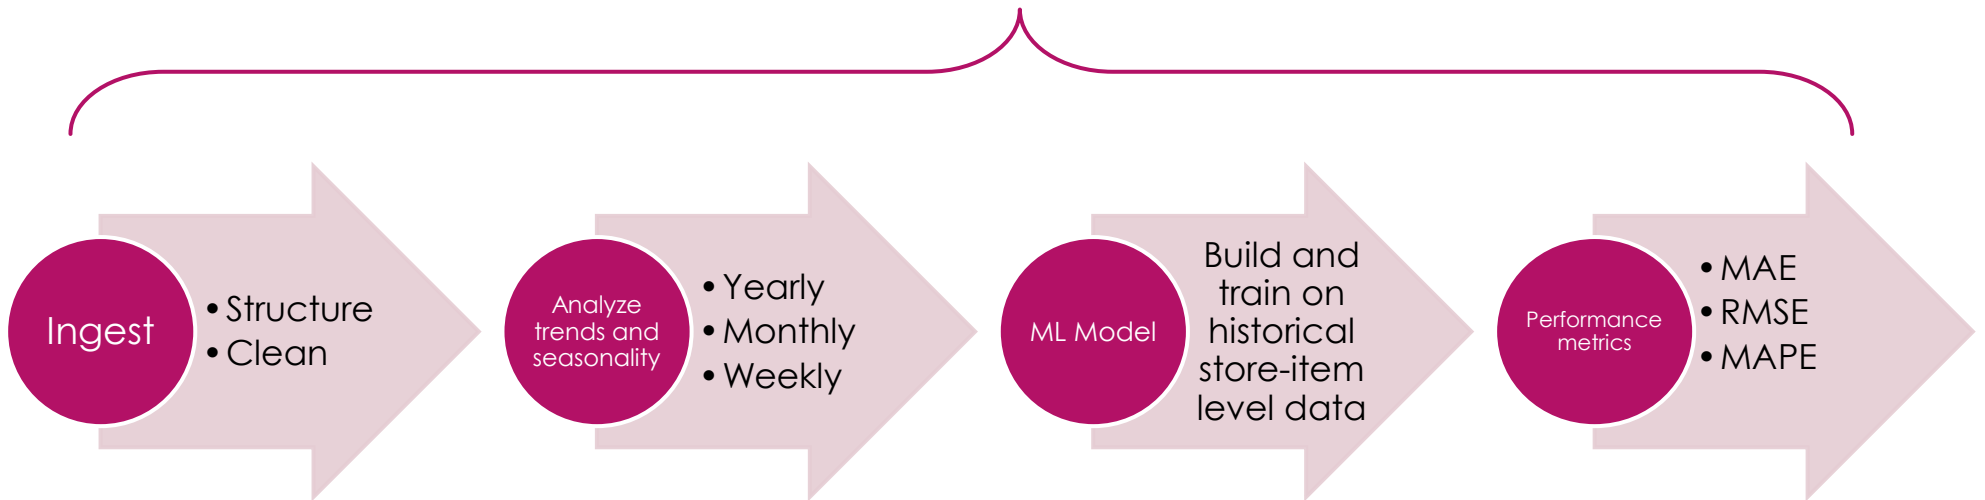 Ingest
• Structure
• Clean
Analyze
trends and
seasonality
• Yearly
• Monthly
• Weekly
ML Model
Build and
train on
historical
store-item
level data
Performance
metrics
• MAE
• RMSE
• MAPE